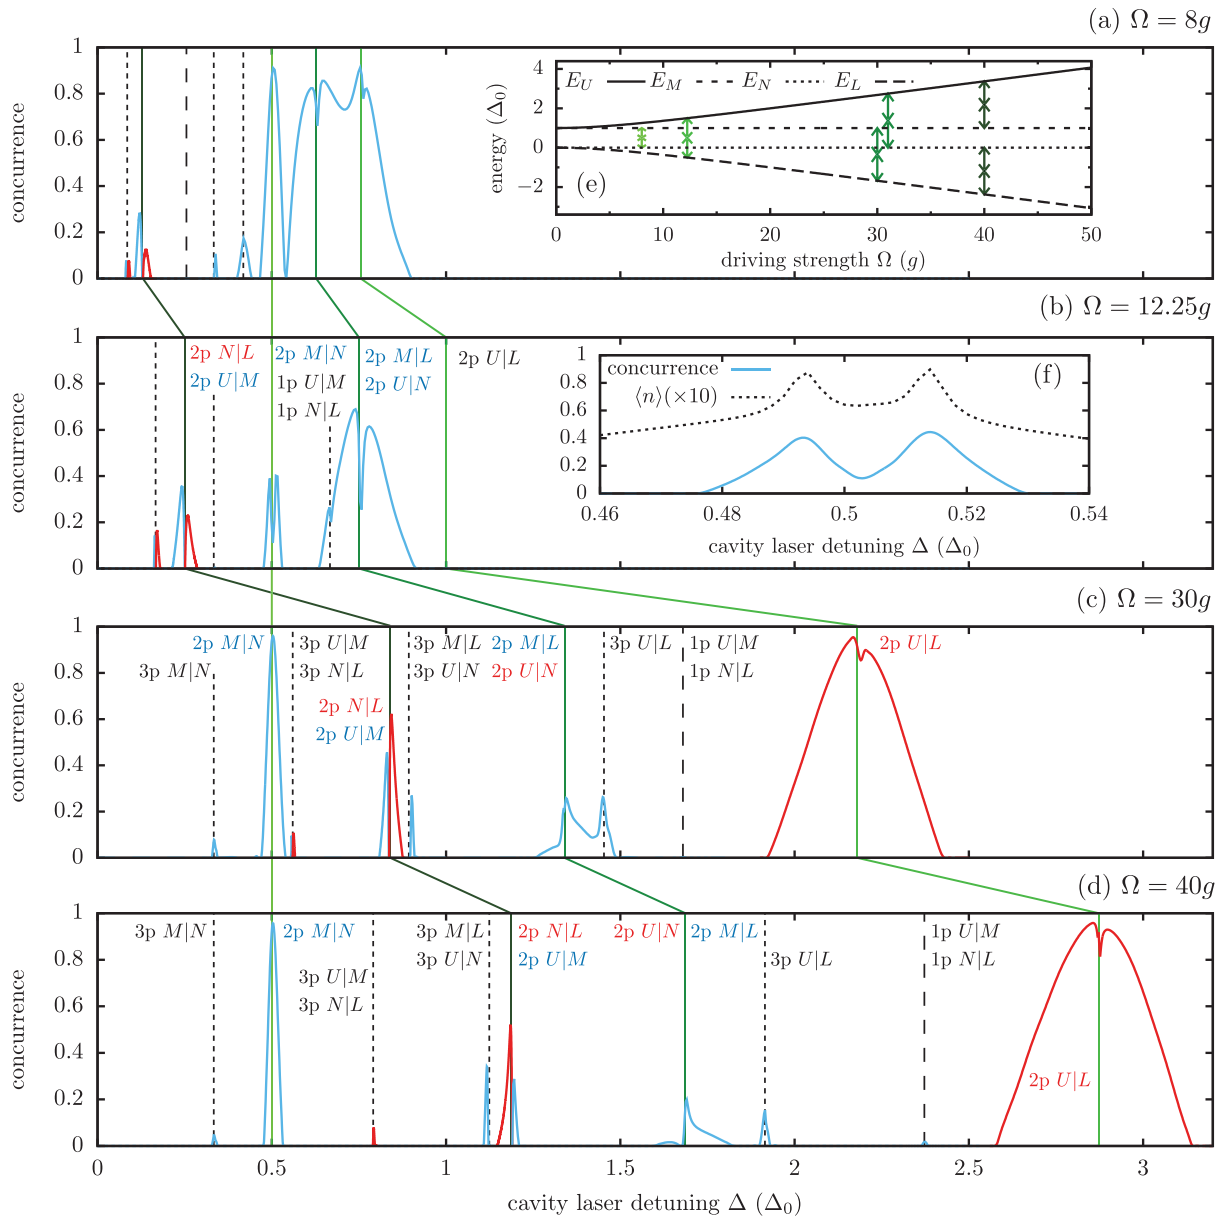 (a) Ω = 8g
concurrence
1
0.8
0.6
0.4
0.2
0
E_U E_M E_N E_L
energy (Δ₀)
4
2
0
−2
(e)
0 10 20 30 40 50
driving strength Ω (g)
(b) Ω = 12.25g
concurrence
1
0.8
0.6
0.4
0.2
0
2p N|L
2p U|M
2p M|N
1p U|M
1p N|L
2p M|L
2p U|N
2p U|L
concurrence
⟨n⟩(×10)
(f)
1
0.8
0.6
0.4
0.2
0
0.46 0.48 0.5 0.52 0.54
cavity laser detuning Δ (Δ₀)
(c) Ω = 30g
concurrence
1
0.8
0.6
0.4
0.2
0
2p M|N
3p M|N
3p U|M
3p N|L
2p N|L
2p U|M
3p M|L
3p U|N
2p M|L
2p U|N
3p U|L
1p U|M
1p N|L
2p U|L
(d) Ω = 40g
concurrence
1
0.8
0.6
0.4
0.2
0
3p M|N
2p M|N
3p U|M
3p N|L
3p M|L
3p U|N
2p N|L
2p U|M
2p U|N
2p M|L
3p U|L
1p U|M
1p N|L
2p U|L
0 0.5 1 1.5 2 2.5 3
cavity laser detuning Δ (Δ₀)